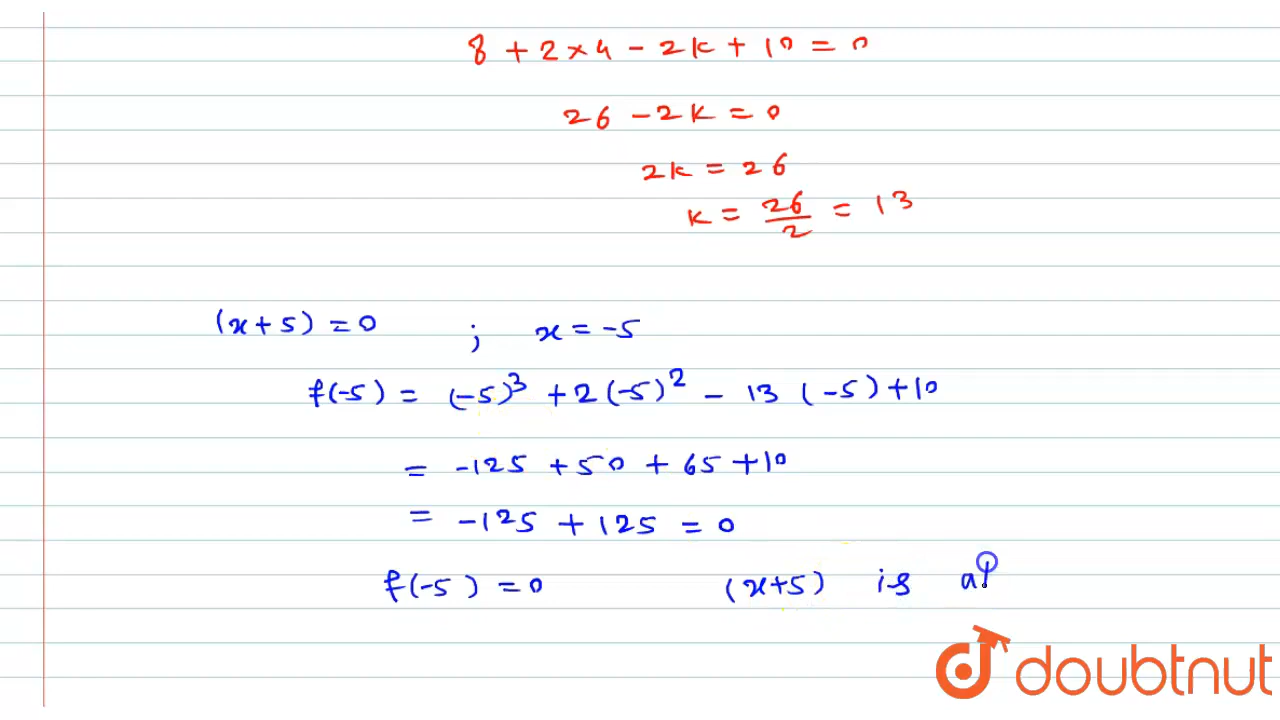 8 + 2 × 4 - 2k + 10 = 0
26 - 2k = 0
2k = 26
k = 26/2 = 13
(x + 5) = 0 ; x = -5
f(-5) = (-5)³ + 2(-5)² - 13(-5) + 10
= -125 + 50 + 65 + 10
= -125 + 125 = 0
f(-5) = 0 (x+5) is
doubtnut